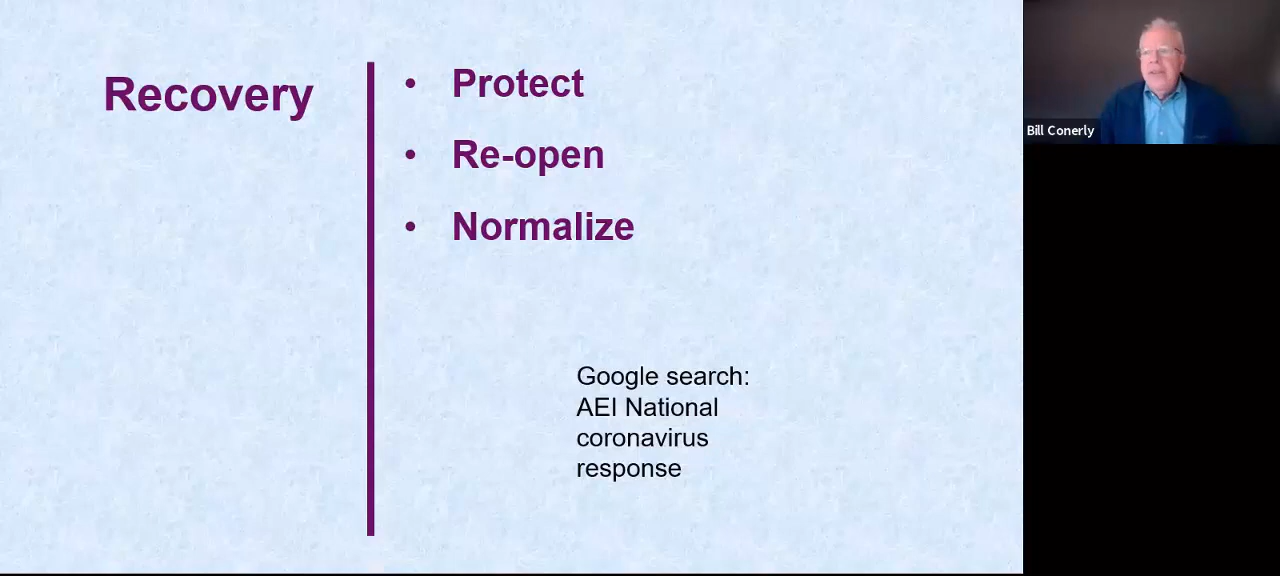 Recovery
• Protect
• Re-open
• Normalize
Google search:
AEI National
coronavirus
response
Bill Conerly